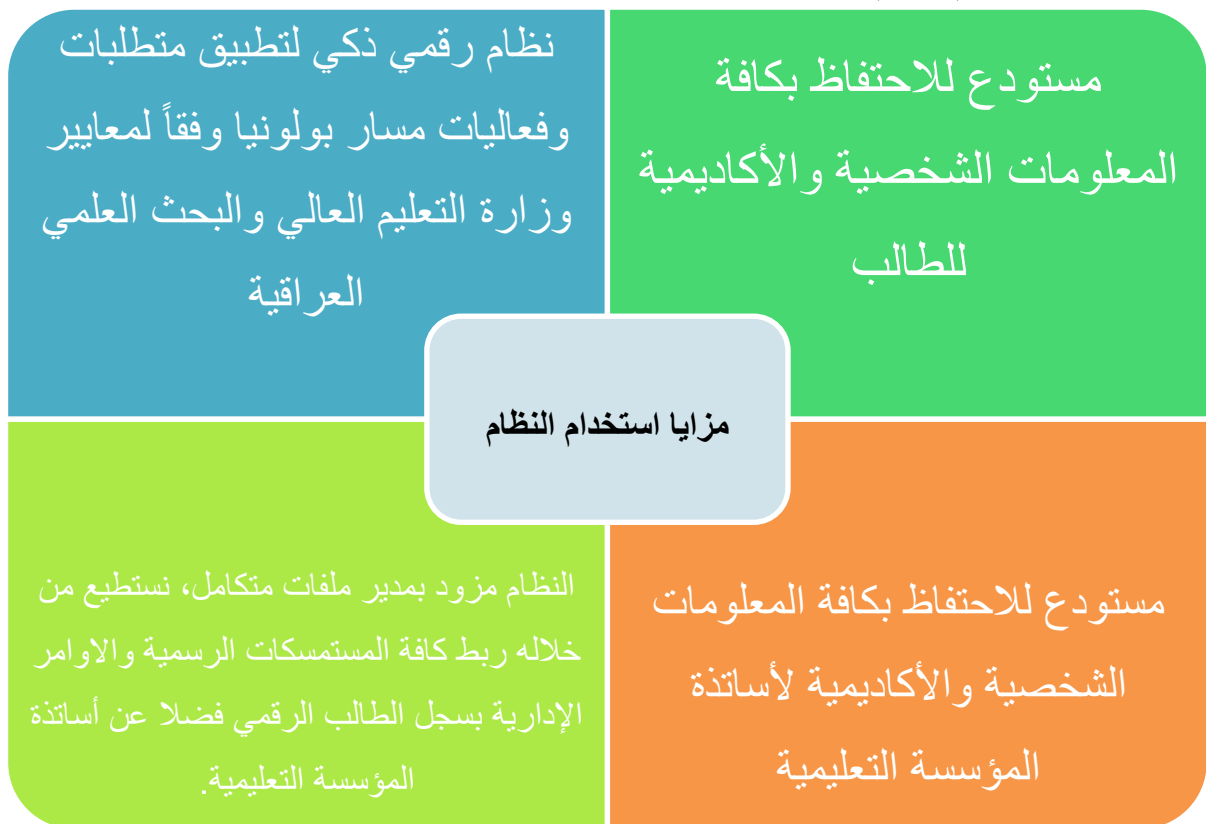 مستودع للاحتفاظ بكافة
المعلومات الشخصية والأكاديمية
للطالب
نظام رقمي ذكي لتطبيق متطلبات
وفعاليات مسار بولونيا وفقاً لمعايير
وزارة التعليم العالي والبحث العلمي
العراقية
مزايا استخدام النظام
مستودع للاحتفاظ بكافة المعلومات
الشخصية والأكاديمية لأساتذة
المؤسسة التعليمية
النظام مزود بمدير ملفات متكامل، نستطيع من
خلاله ربط كافة المستمسكات الرسمية والاوامر
الإدارية بسجل الطالب الرقمي فضلا عن أساتذة
المؤسسة التعليمية.